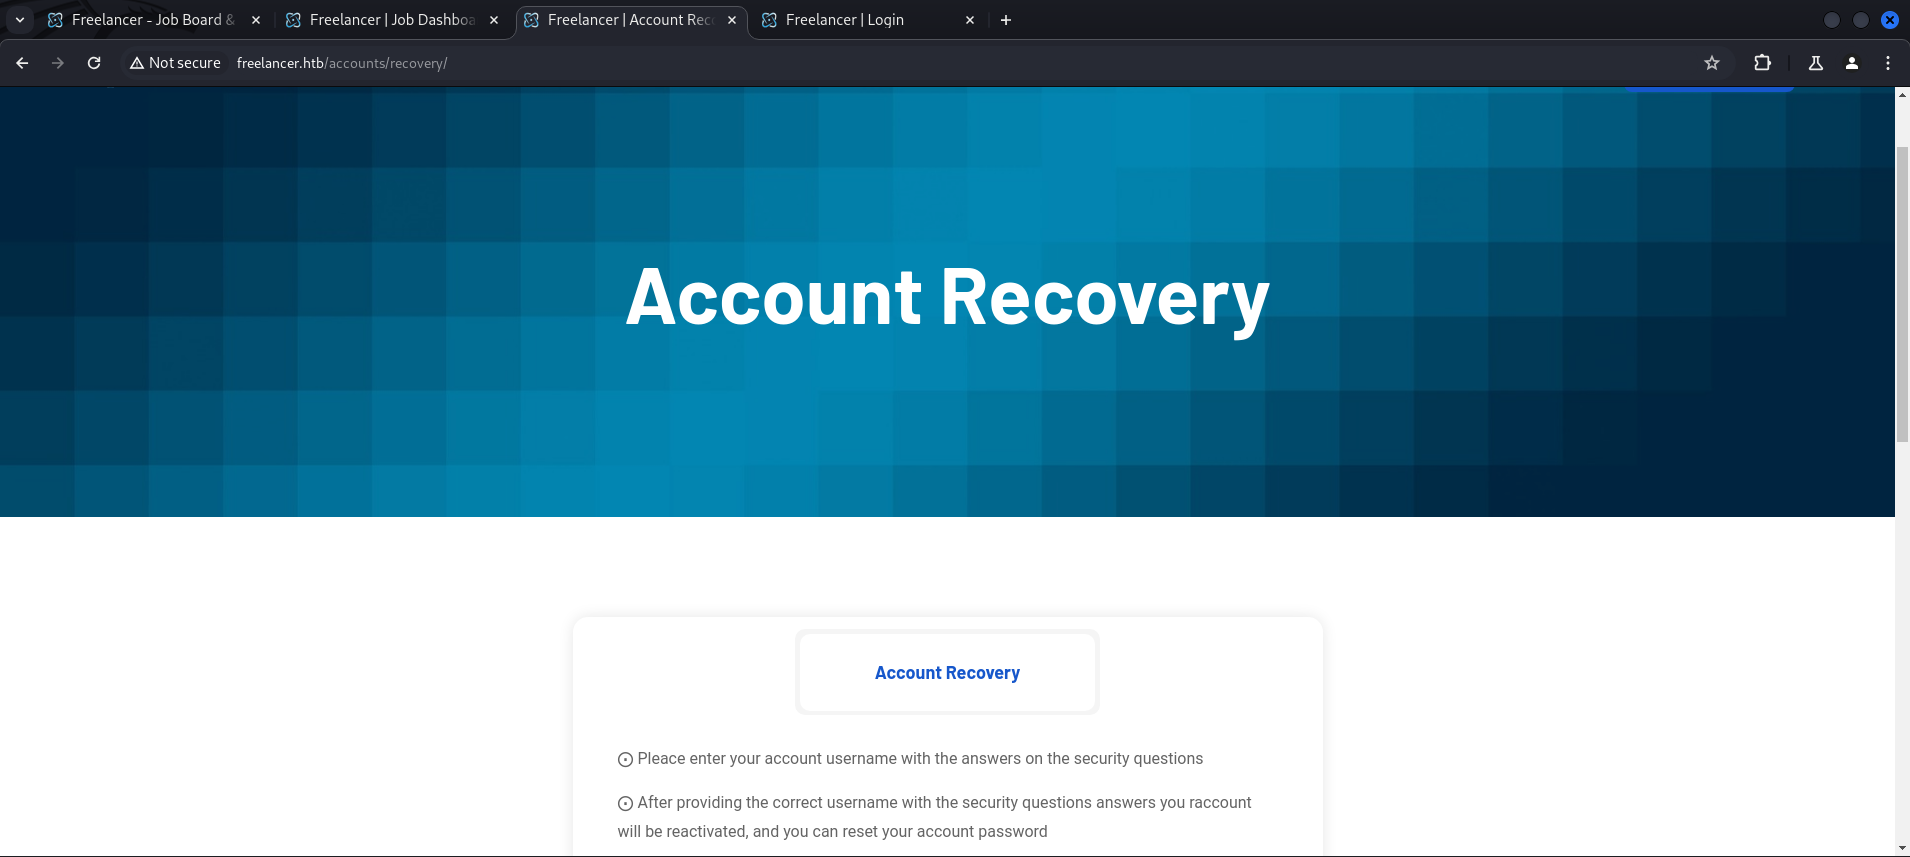 Freelancer - Job Board &
Freelancer | Job Dashboa
Freelancer | Account Rec
Freelancer | Login
Not secure
freelancer.htb/accounts/recovery/
Account Recovery
Account Recovery
Pleace enter your account username with the answers on the security questions
After providing the correct username with the security questions answers you raccount
will be reactivated, and you can reset your account password